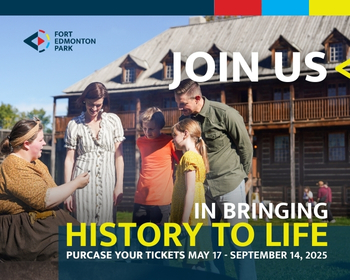 FORT
EDMONTON
PARK
JOIN US
IN BRINGING
HISTORY TO LIFE
PURCASE YOUR TICKETS MAY 17 - SEPTEMBER 14, 2025